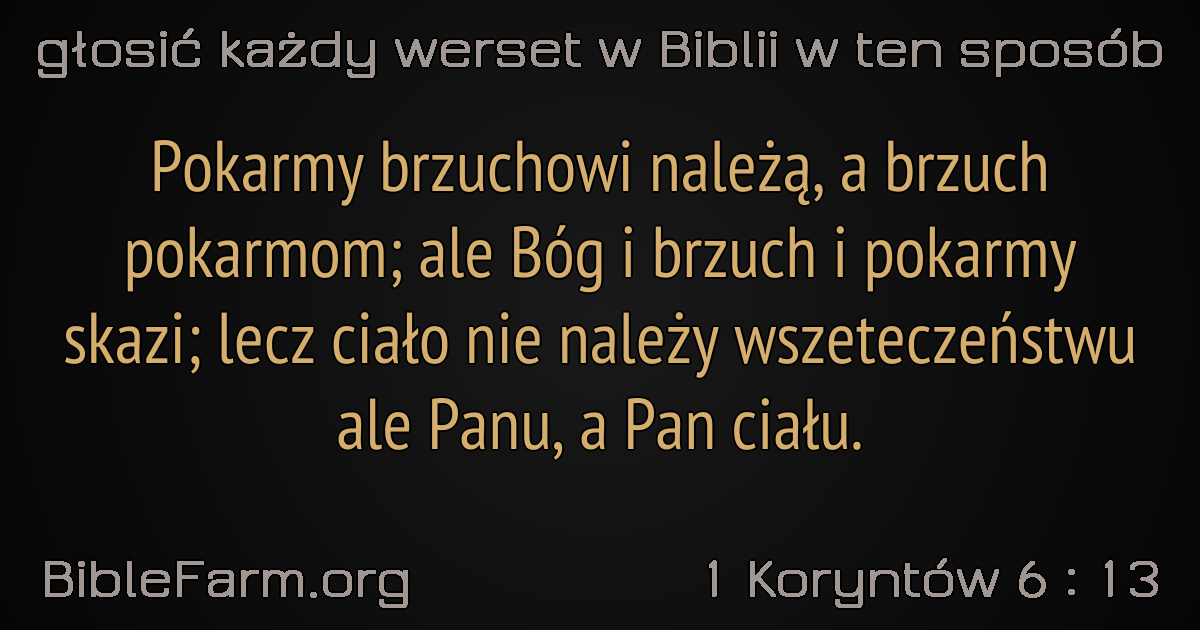 głosić każdy werset w Biblii w ten sposób
Pokarmy brzuchowi należą, a brzuch
pokarmom; ale Bóg i brzuch i pokarmy
skazi; lecz ciało nie należy wszeteczeństwu
ale Panu, a Pan ciału.
BibleFarm.org
1 Koryntów 6 : 13